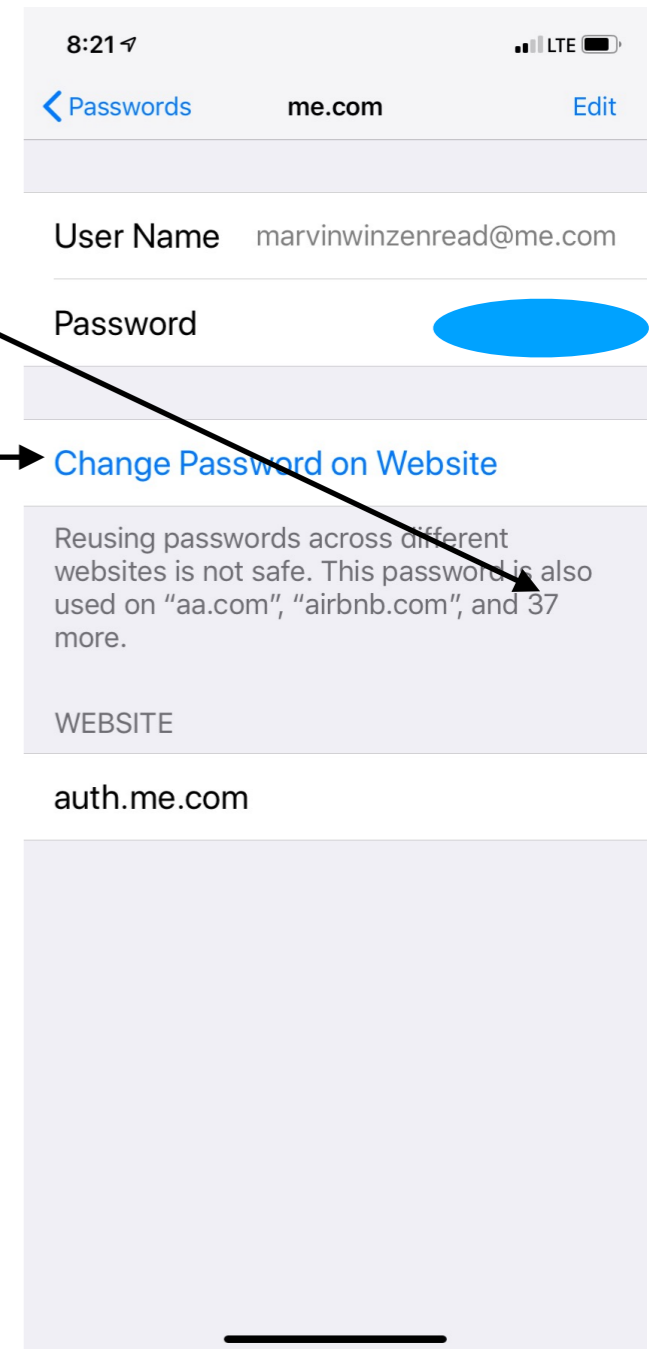 8:21 LTE
Passwords me.com Edit
User Name marvinwinzenread@me.com
Password
Change Password on Website
Reusing passwords across different
websites is not safe. This password is also
used on “aa.com”, “airbnb.com”, and 37
more.
WEBSITE
auth.me.com